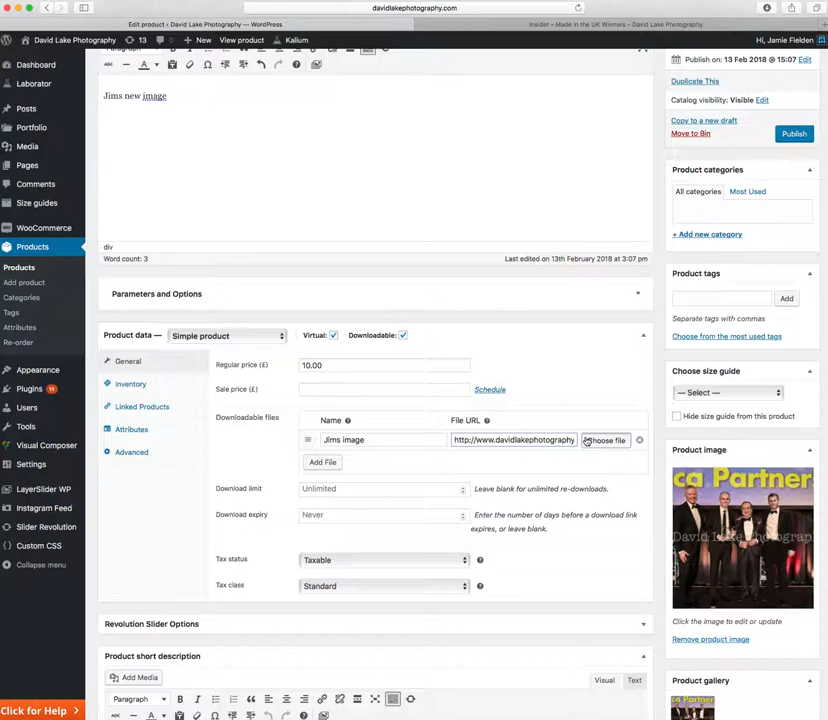 davidlakephotography.com
Edit product ‹ David Lake Photography — WordPress
Insider – Made in the UK Winners – David Lake Photography
David Lake Photography
13
0
+ New
View product
Kalium
Hi, Jamie Fielden
Dashboard
Laborator
Posts
Portfolio
Media
Pages
Comments
Size guides
WooCommerce
Products
Products
Add product
Categories
Tags
Attributes
Re-order
Appearance
Plugins 11
Users
Tools
Visual Composer
Settings
LayerSlider WP
Instagram Feed
Slider Revolution
Custom CSS
Collapse menu
Click for Help
Paragraph
Jims new image
div
Word count: 3
Last edited on 13th February 2018 at 3:07 pm
Parameters and Options
Product data —
Simple product
Virtual:
Downloadable:
General
Inventory
Linked Products
Attributes
Advanced
Regular price (£)
10.00
Sale price (£)
Schedule
Downloadable files
Name
File URL
Jims image
http://www.davidlakephotography
Choose file
Add File
Download limit
Unlimited
Leave blank for unlimited re-downloads.
Download expiry
Never
Enter the number of days before a download link
expires, or leave blank.
Tax status
Taxable
Tax class
Standard
Revolution Slider Options
Product short description
Add Media
Visual
Text
Paragraph
Publish on: 13 Feb 2018 @ 15:07 Edit
Duplicate This
Catalog visibility: Visible Edit
Copy to a new draft
Move to Bin
Publish
Product categories
All categories
Most Used
+ Add new category
Product tags
Add
Separate tags with commas
Choose from the most used tags
Choose size guide
— Select —
Hide size guide from this product
Product image
ca Partner
David Lake Photography
Click the image to edit or update
Remove product image
Product gallery